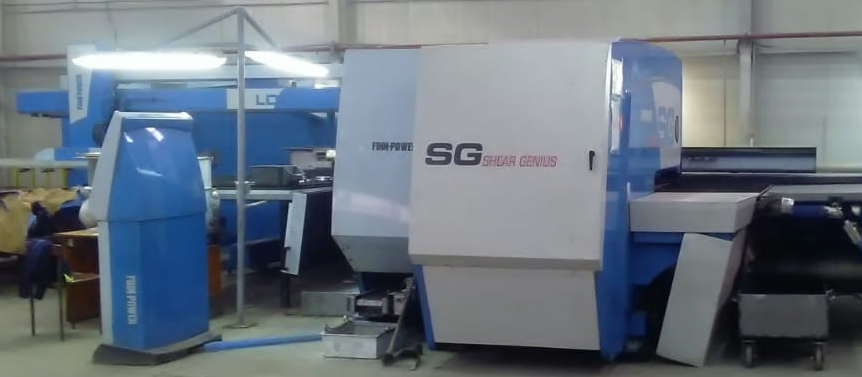 LC
FINN-POWER
SG SHEAR GENIUS
SG
FINN-POWER